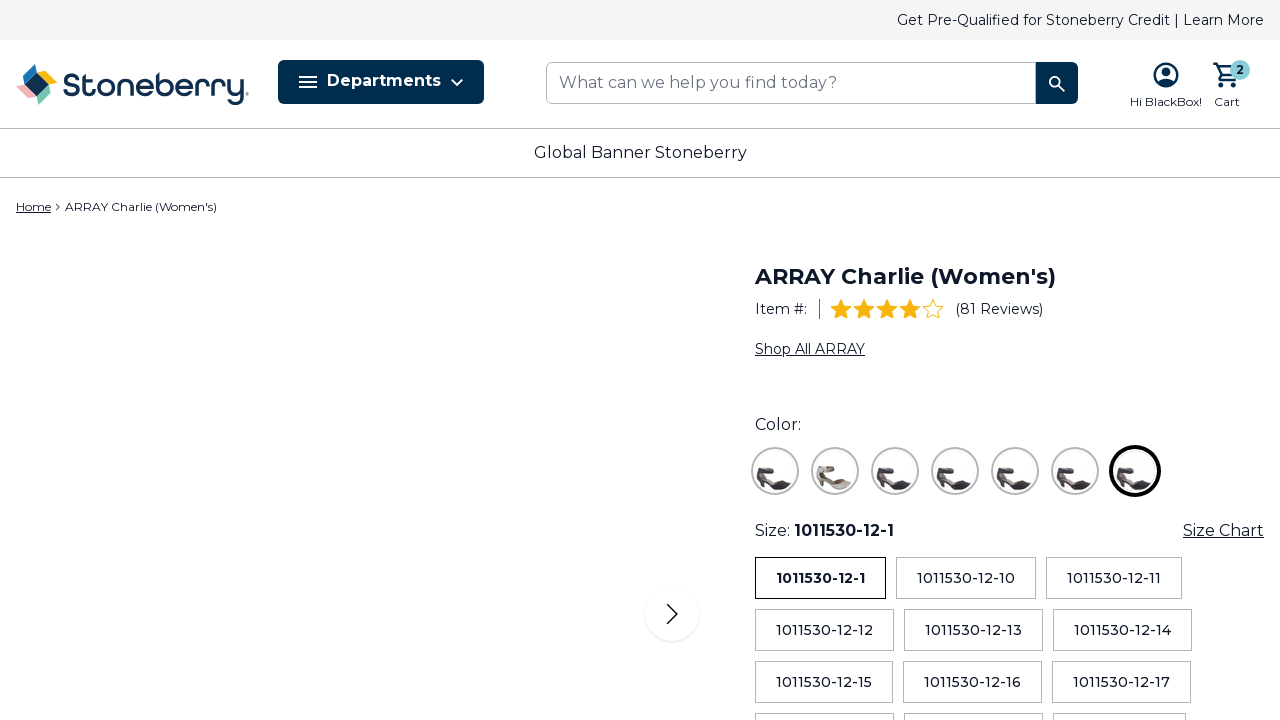 Get Pre-Qualified for Stoneberry Credit | Learn More
Stoneberry
Departments
What can we help you find today?
Hi BlackBox!
2
Cart
Global Banner Stoneberry
Home > ARRAY Charlie (Women's)
ARRAY Charlie (Women's)
Item #:
(81 Reviews)
Shop All ARRAY
Color:
Size: 1011530-12-1
Size Chart
1011530-12-1
1011530-12-10
1011530-12-11
1011530-12-12
1011530-12-13
1011530-12-14
1011530-12-15
1011530-12-16
1011530-12-17